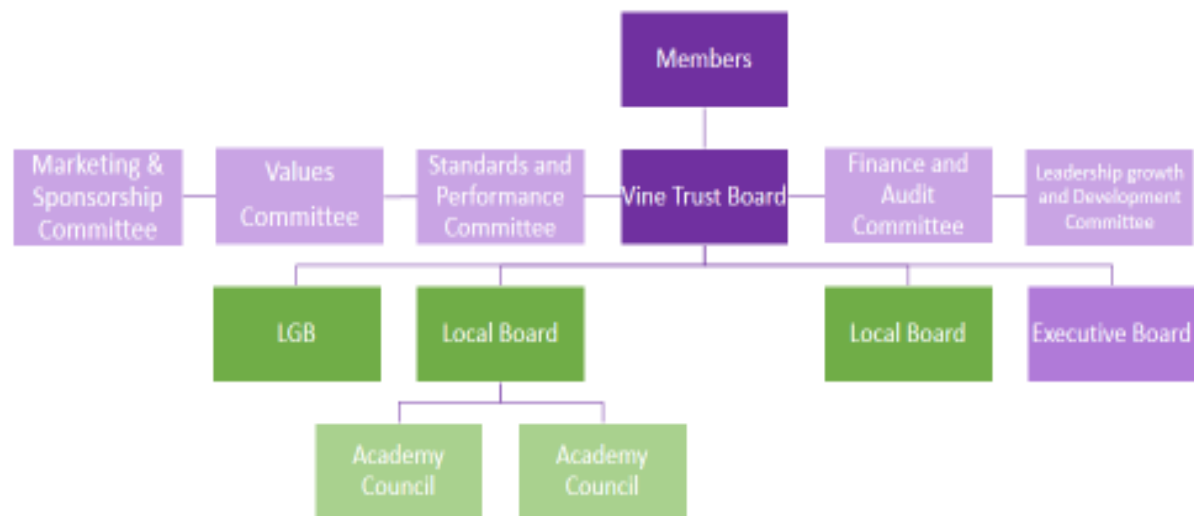 Members
Marketing &
Sponsorship
Committee
Values
Committee
Standards and
Performance
Committee
Vine Trust Board
Finance and
Audit
Committee
Leadership growth
and Development
Committee
LGB
Local Board
Local Board
Executive Board
Academy
Council
Academy
Council